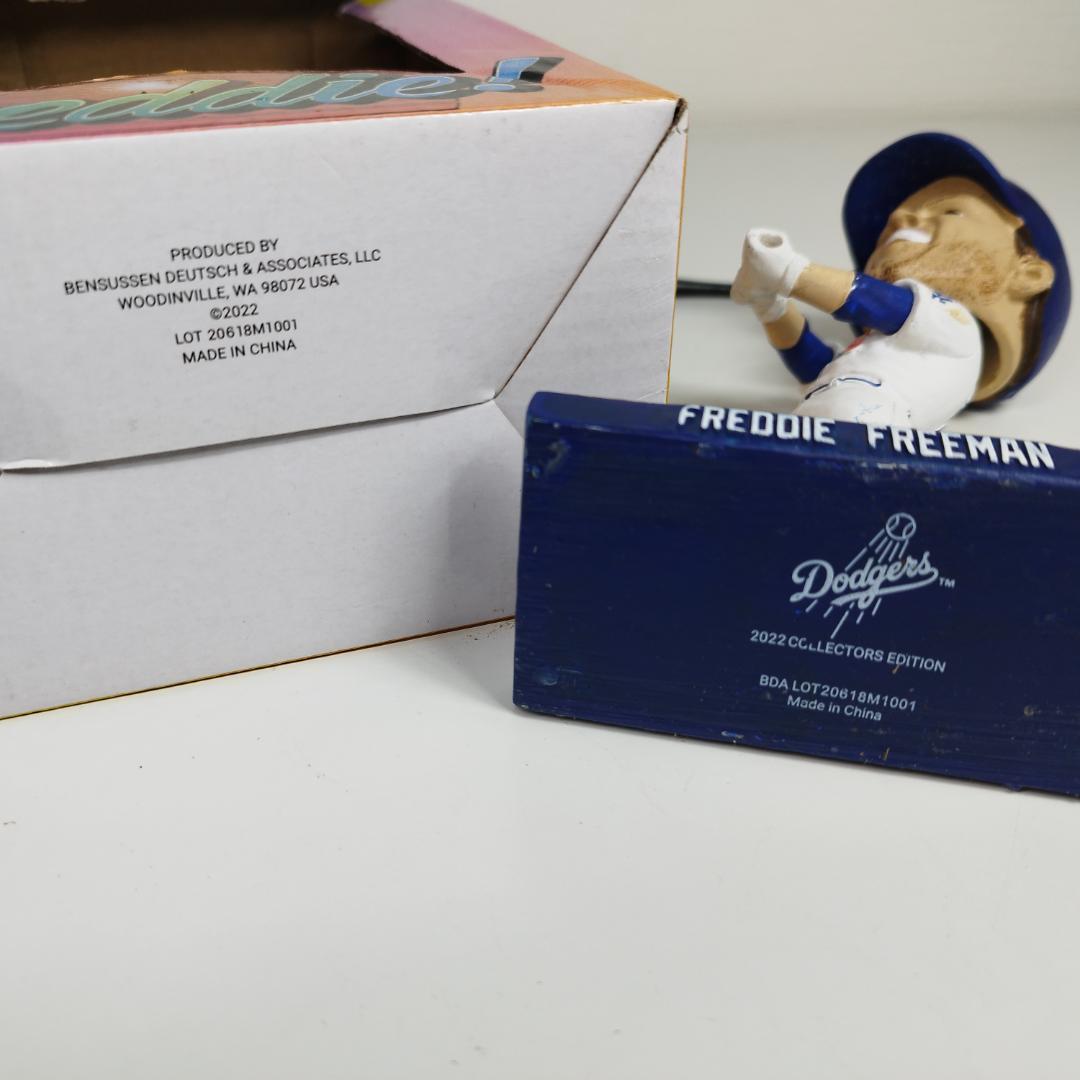 eddie!
PRODUCED BY
BENSUSSEN DEUTSCH & ASSOCIATES, LLC
WOODINVILLE, WA 98072 USA
©2022
LOT 20618M1001
MADE IN CHINA
FREDDIE FREEMAN
Dodgers™
2022 COLLECTORS EDITION
BDA LOT20618M1001
Made in China